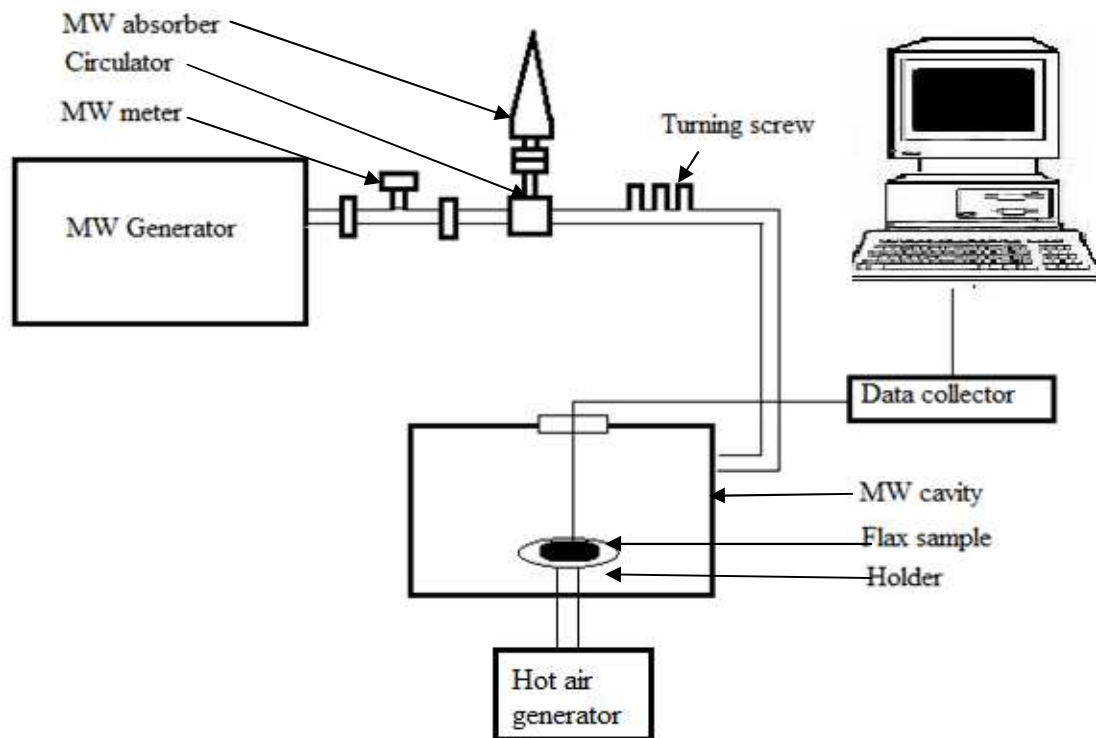 MW absorber
Circulator
MW meter
Turning screw
MW Generator
Data collector
MW cavity
Flax sample
Holder
Hot air
generator